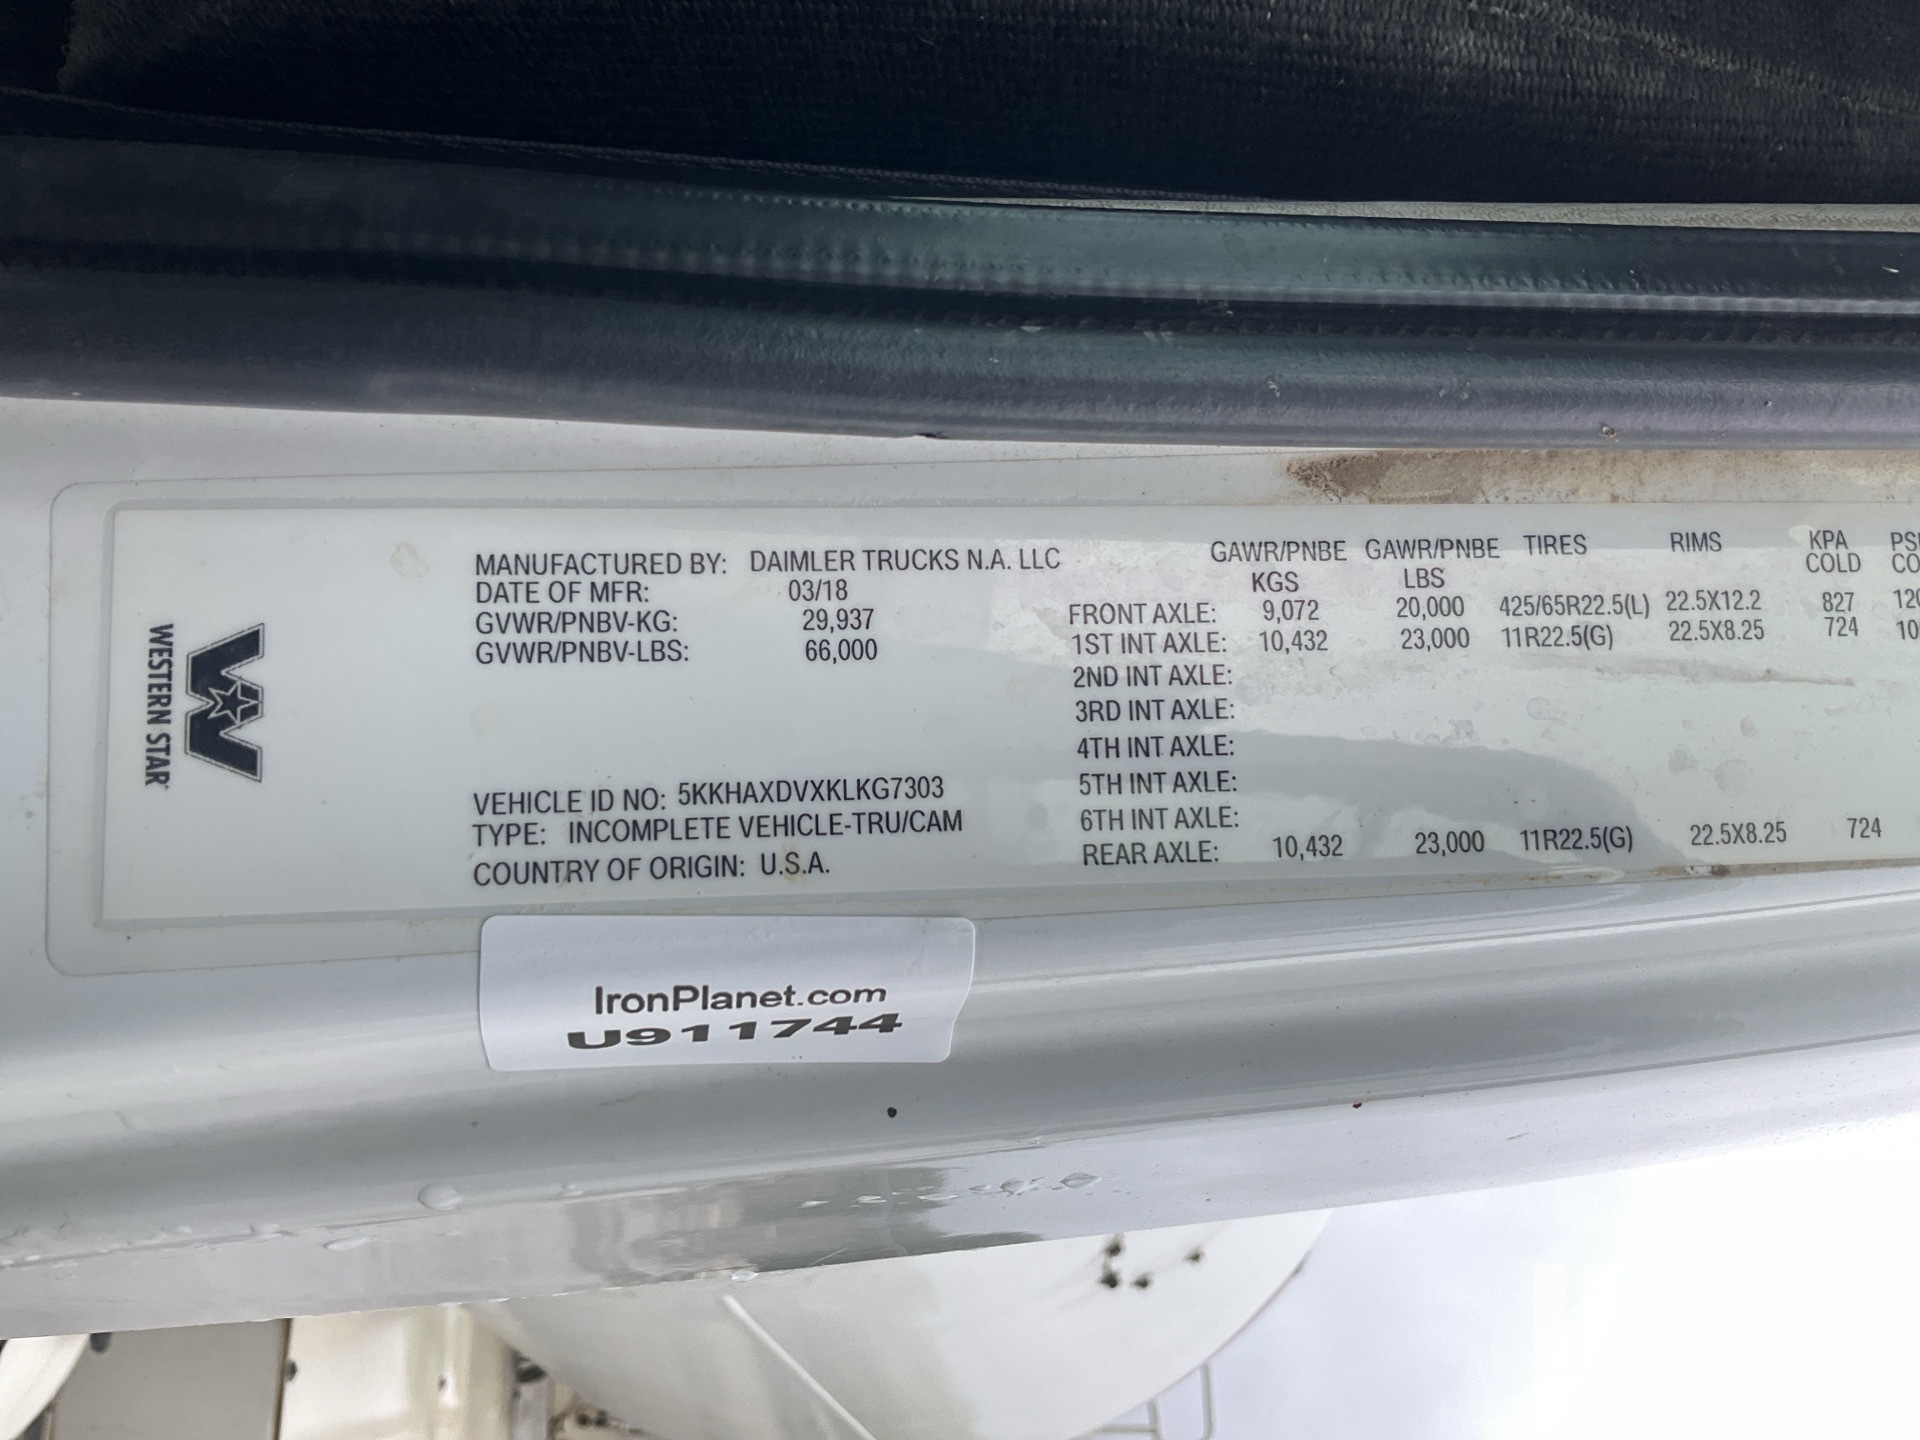 WESTERN STAR
MANUFACTURED BY: DAIMLER TRUCKS N.A. LLC
DATE OF MFR: 03/18
GVWR/PNBV-KG: 29,937
GVWR/PNBV-LBS: 66,000
VEHICLE ID NO: 5KKHAXDVXKLKG7303
TYPE: INCOMPLETE VEHICLE-TRU/CAM
COUNTRY OF ORIGIN: U.S.A.
GAWR/PNBE GAWR/PNBE TIRES RIMS KPA
KGS LBS COLD
FRONT AXLE: 9,072 20,000 425/65R22.5(L) 22.5X12.2 827
1ST INT AXLE: 10,432 23,000 11R22.5(G) 22.5X8.25 724
2ND INT AXLE:
3RD INT AXLE:
4TH INT AXLE:
5TH INT AXLE:
6TH INT AXLE:
REAR AXLE: 10,432 23,000 11R22.5(G) 22.5X8.25 724
IronPlanet.com
U911744